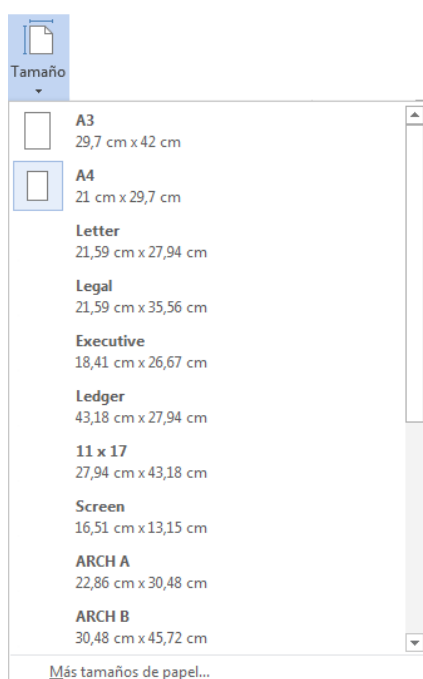 Tamaño
A3
29,7 cm x 42 cm
A4
21 cm x 29,7 cm
Letter
21,59 cm x 27,94 cm
Legal
21,59 cm x 35,56 cm
Executive
18,41 cm x 26,67 cm
Ledger
43,18 cm x 27,94 cm
11 x 17
27,94 cm x 43,18 cm
Screen
16,51 cm x 13,15 cm
ARCH A
22,86 cm x 30,48 cm
ARCH B
30,48 cm x 45,72 cm
Más tamaños de papel...